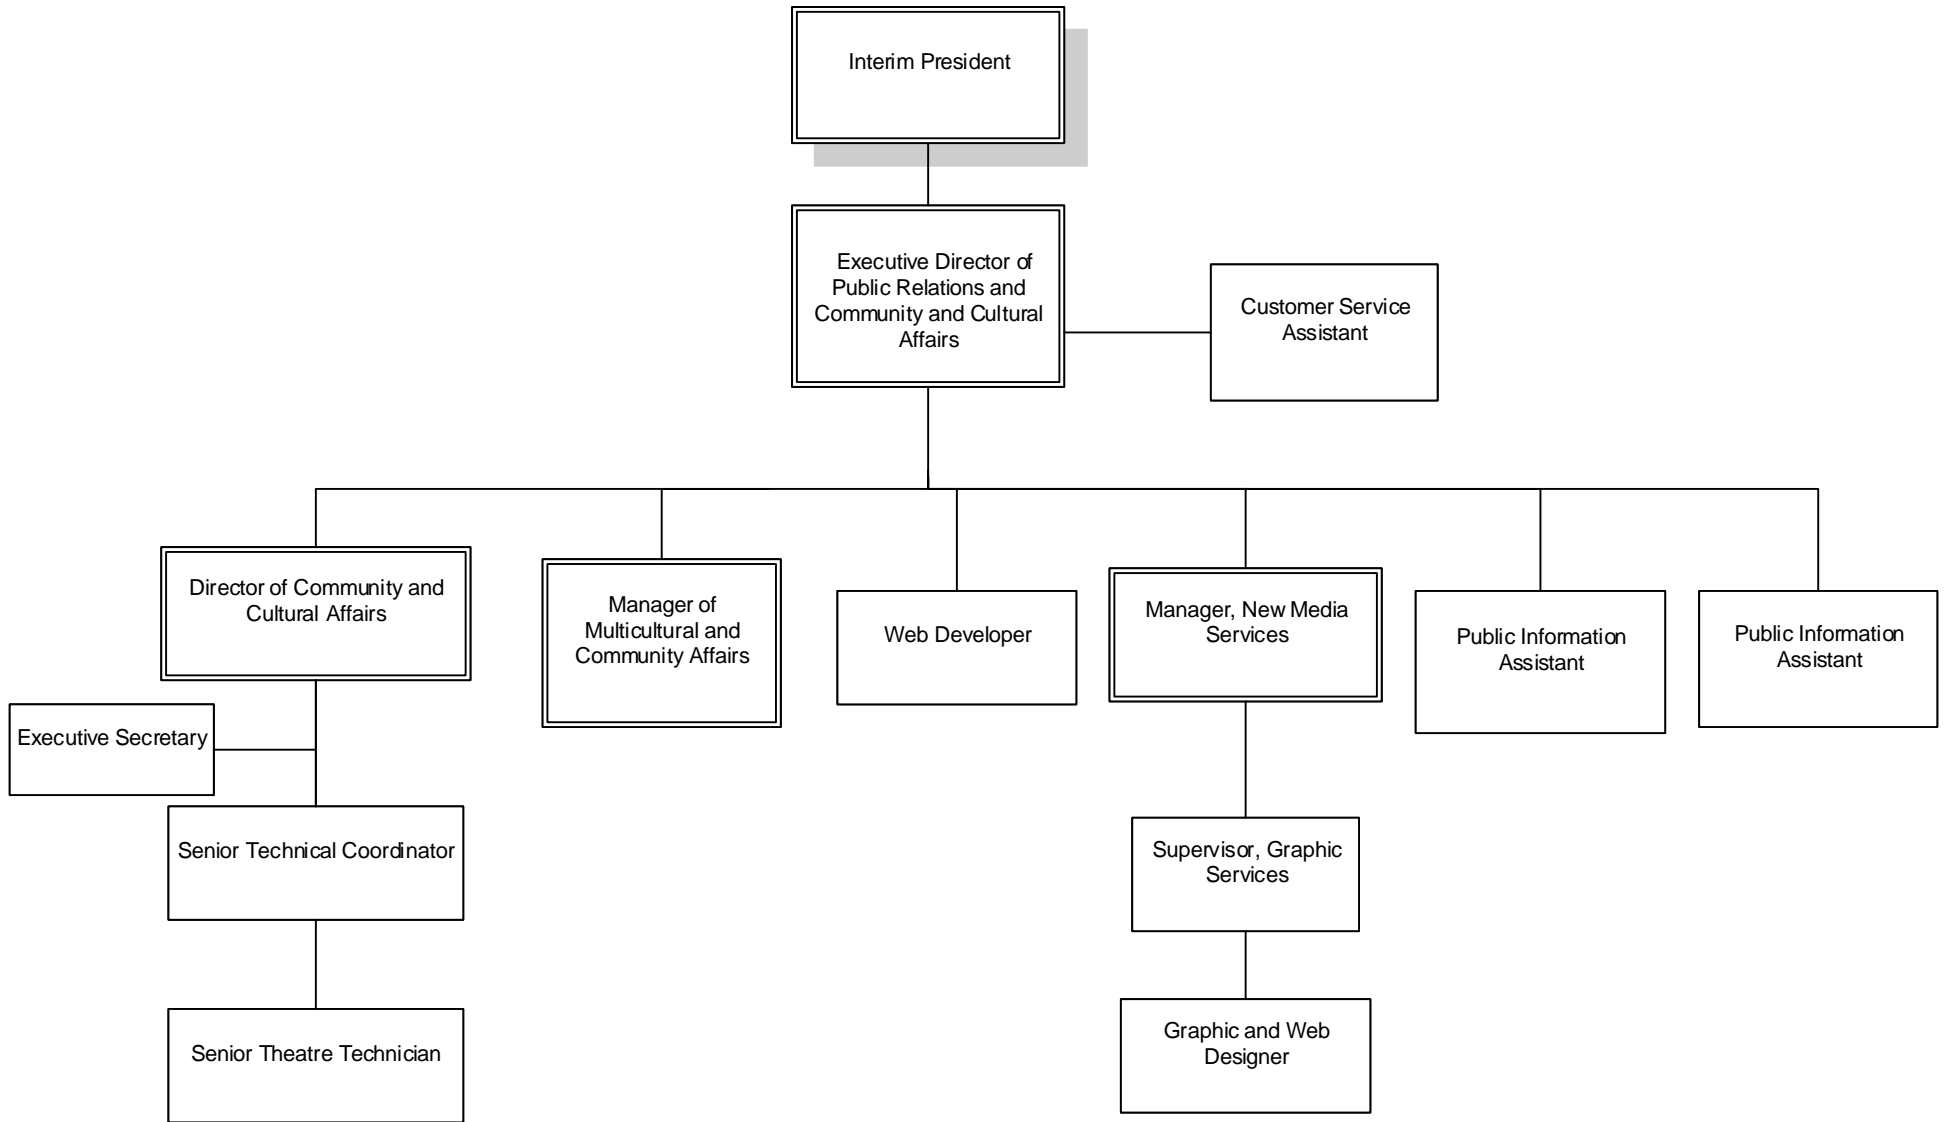 Interim President
Executive Director of
Public Relations and
Community and Cultural
Affairs
Customer Service
Assistant
Director of Community and
Cultural Affairs
Manager of
Multicultural and
Community Affairs
Web Developer
Manager, New Media
Services
Public Information
Assistant
Public Information
Assistant
Executive Secretary
Senior Technical Coordinator
Supervisor, Graphic
Services
Senior Theatre Technician
Graphic and Web
Designer